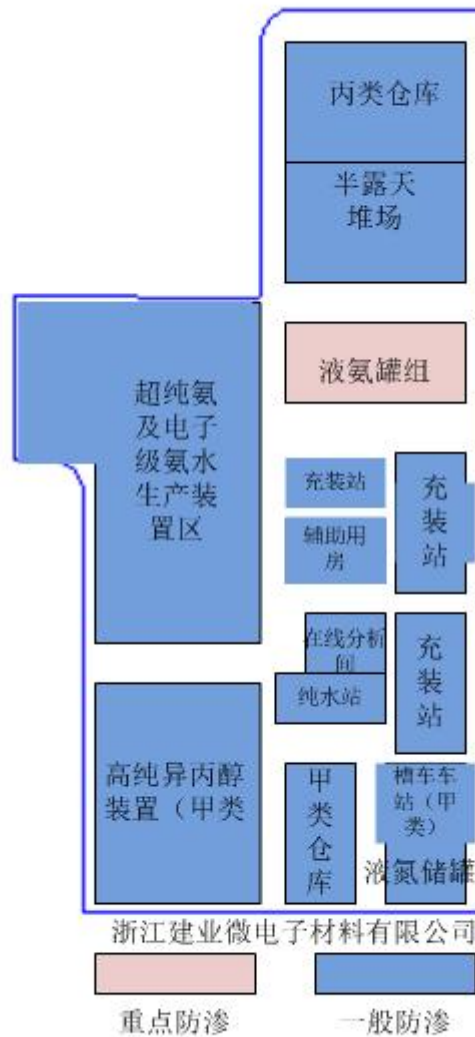 丙类仓库
半露天
堆场
液氨罐组
超纯氨
及电子
级氨水
生产装
置区
充装站
辅助用
房
充
装
站
在线分析
间
纯水站
充
装
站
高纯异丙醇
装置（甲类
甲
类
仓
库
槽车车
站（甲
类）
液氮储罐
浙江建业微电子材料有限公司
重点防渗
一般防渗